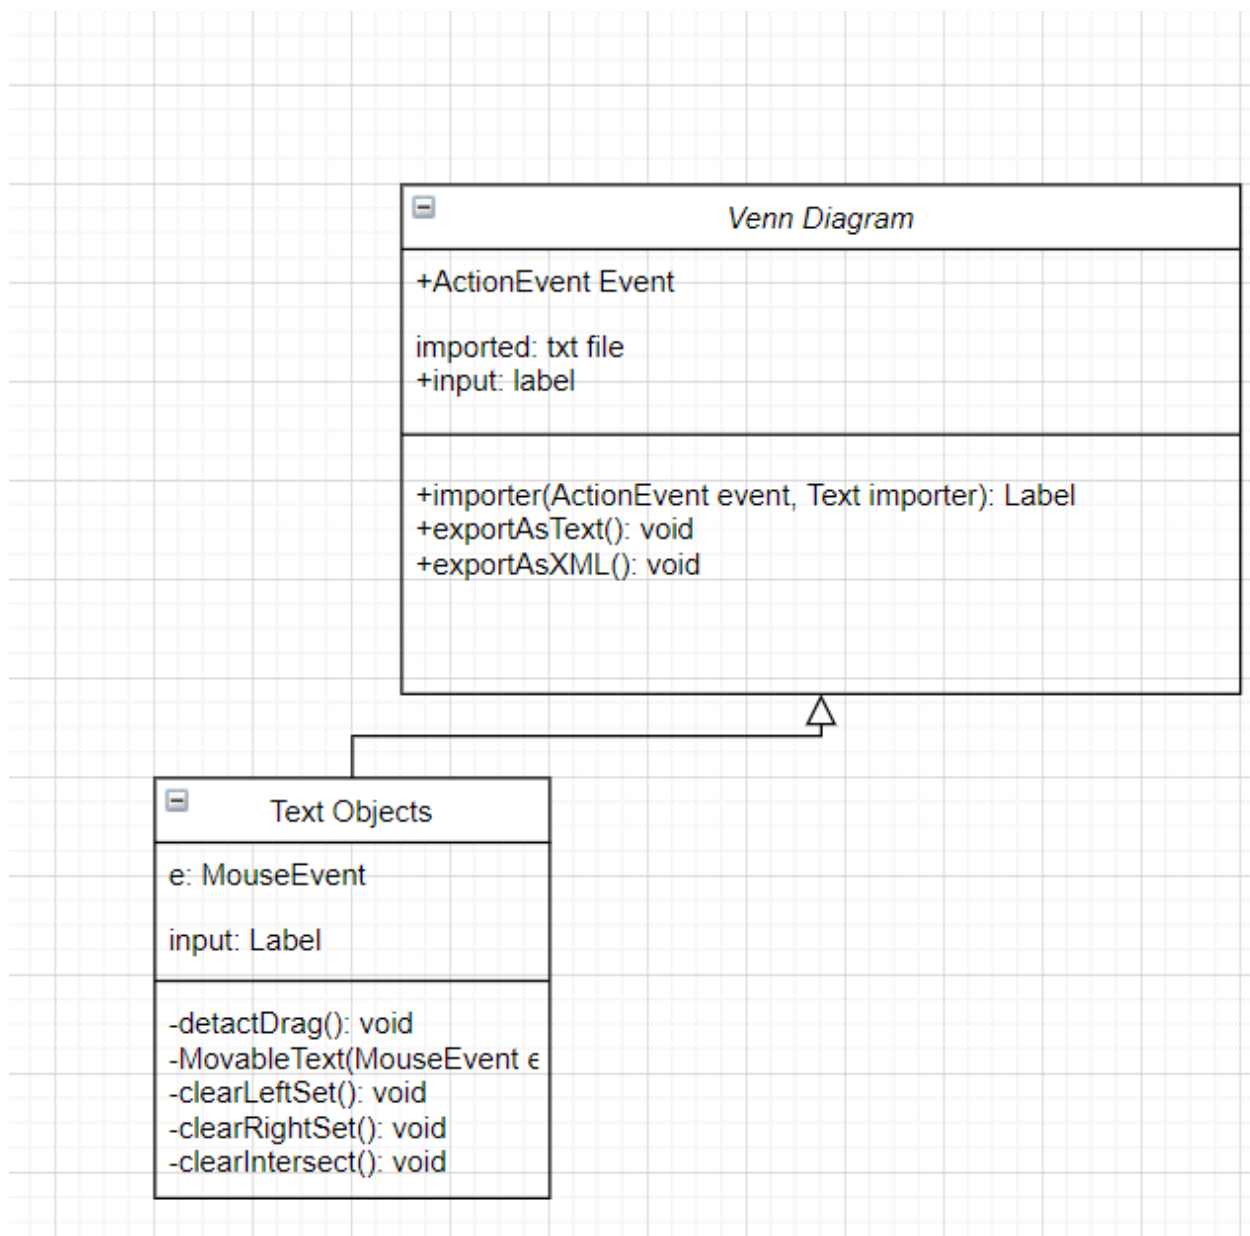 Venn Diagram
+ActionEvent Event
imported: txt file
+input: label
+importer(ActionEvent event, Text importer): Label
+exportAsText(): void
+exportAsXML(): void
Text Objects
e: MouseEvent
input: Label
-detactDrag(): void
-MovableText(MouseEvent e
-clearLeftSet(): void
-clearRightSet(): void
-clearIntersect(): void